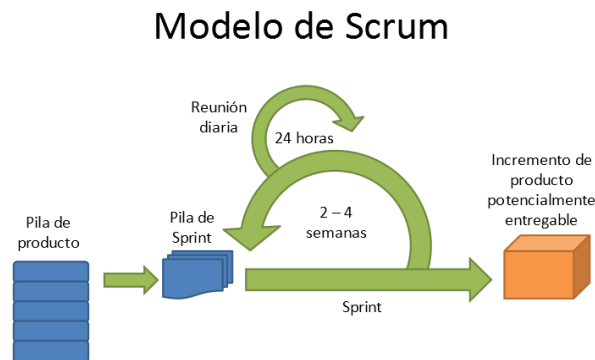 Modelo de Scrum
Reunión
diaria
24 horas
2 – 4
semanas
Pila de
producto
Pila de
Sprint
Sprint
Incremento de
producto
potencialmente
entregable